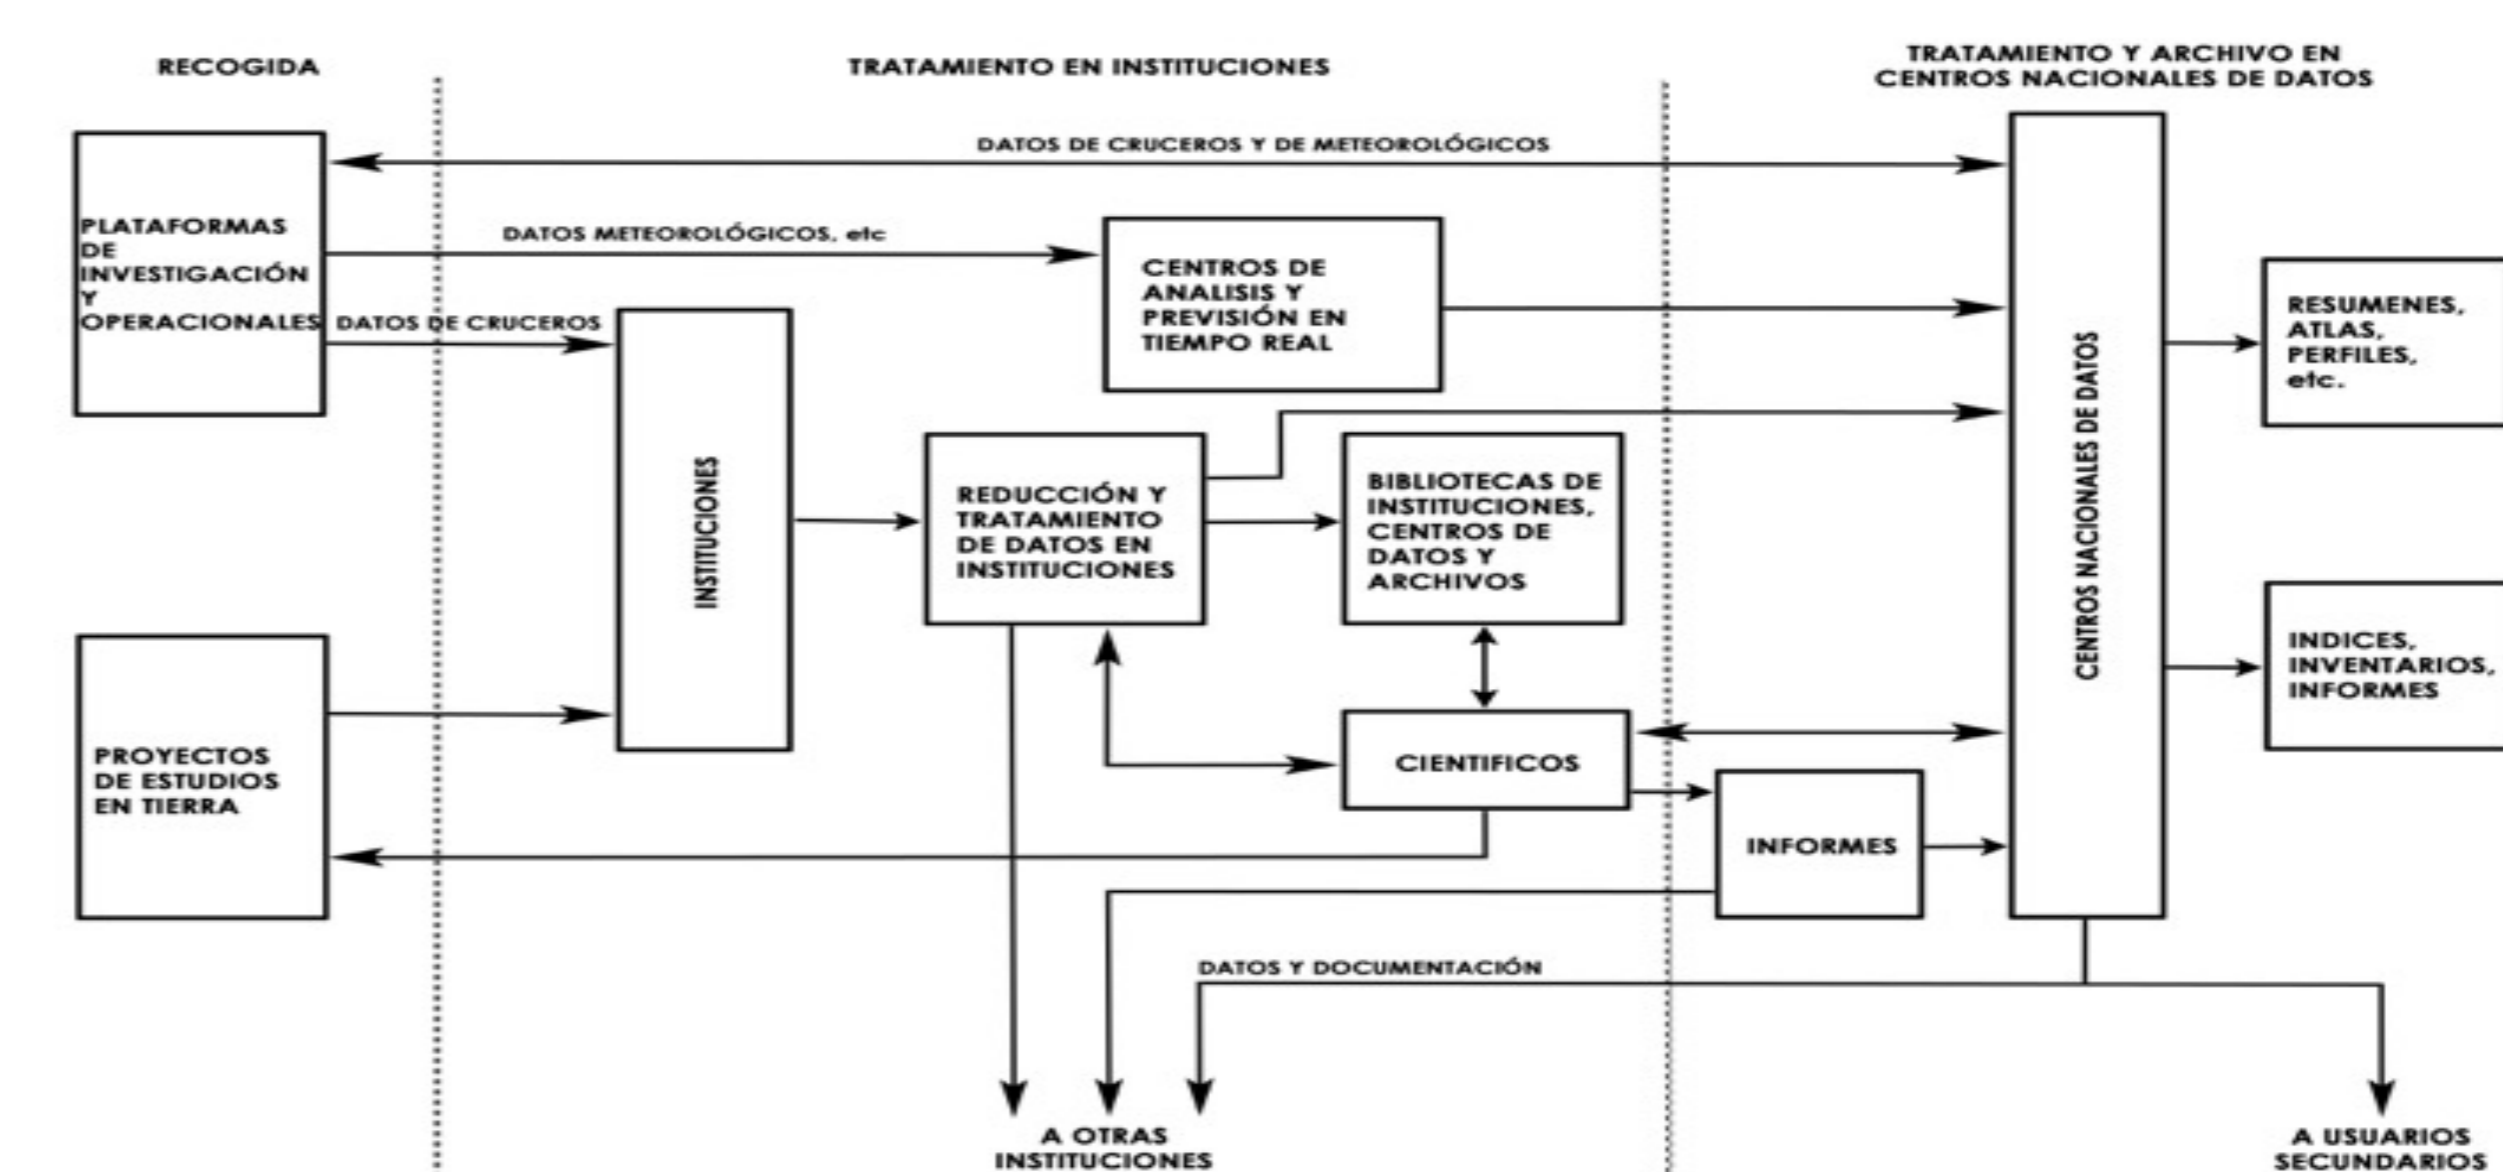 RECOGIDA
TRATAMIENTO EN INSTITUCIONES
TRATAMIENTO Y ARCHIVO EN
CENTROS NACIONALES DE DATOS
DATOS DE CRUCEROS Y DE METEOROLÓGICOS
PLATAFORMAS
DE
INVESTIGACIÓN
Y
OPERACIONALES
DATOS METEOROLÓGICOS, etc
DATOS DE CRUCEROS
CENTROS DE
ANALISIS Y
PREVISIÓN EN
TIEMPO REAL
INSTITUCIONES
REDUCCIÓN Y
TRATAMIENTO
DE DATOS EN
INSTITUCIONES
BIBLIOTECAS DE
INSTITUCIONES,
CENTROS DE
DATOS Y
ARCHIVOS
CENTROS NACIONALES DE DATOS
RESUMENES,
ATLAS,
PERFILES,
etc.
INDICES,
INVENTARIOS,
INFORMES
PROYECTOS
DE ESTUDIOS
EN TIERRA
CIENTIFICOS
INFORMES
DATOS Y DOCUMENTACIÓN
A OTRAS
INSTITUCIONES
A USUARIOS
SECUNDARIOS